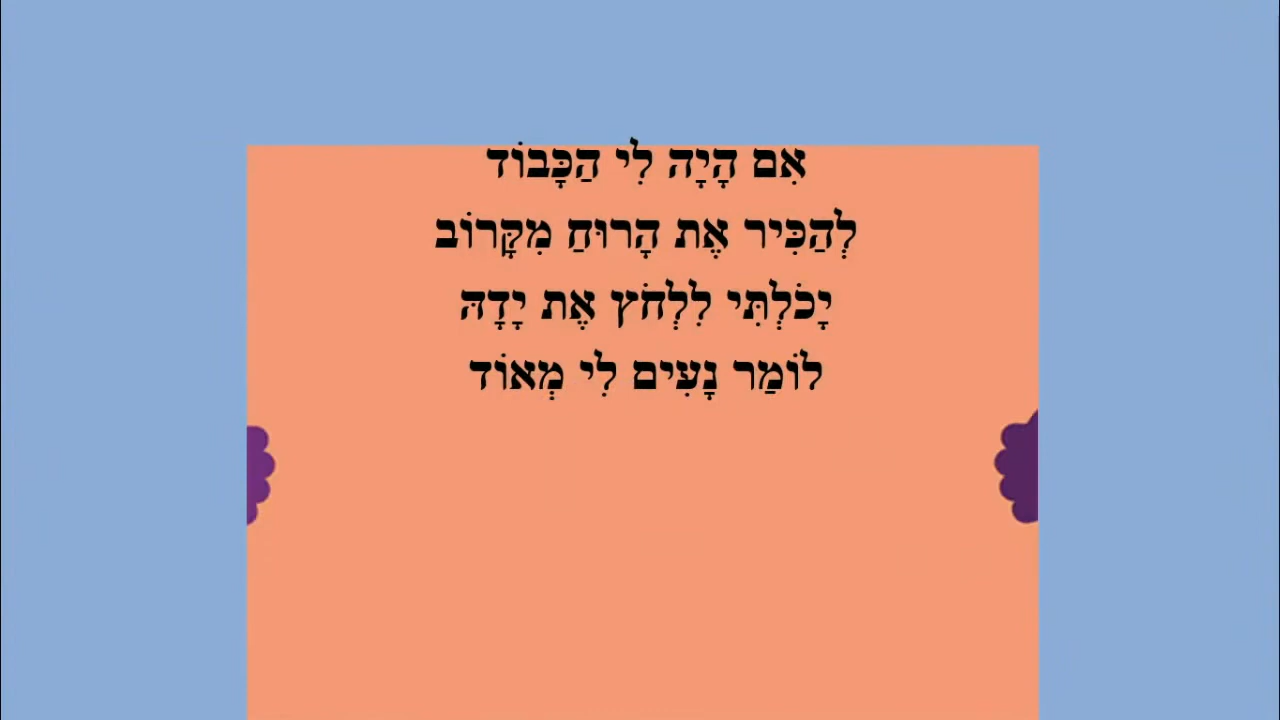 אִם הָיָה לִי הַכָּבוֹד
לְהַכִּיר אֶת הָרוּחַ מִקָּרוֹב
יָכֹלְתִּי לִלְחֹץ אֶת יָדָהּ
לוֹמַר נָעִים לִי מְאוֹד